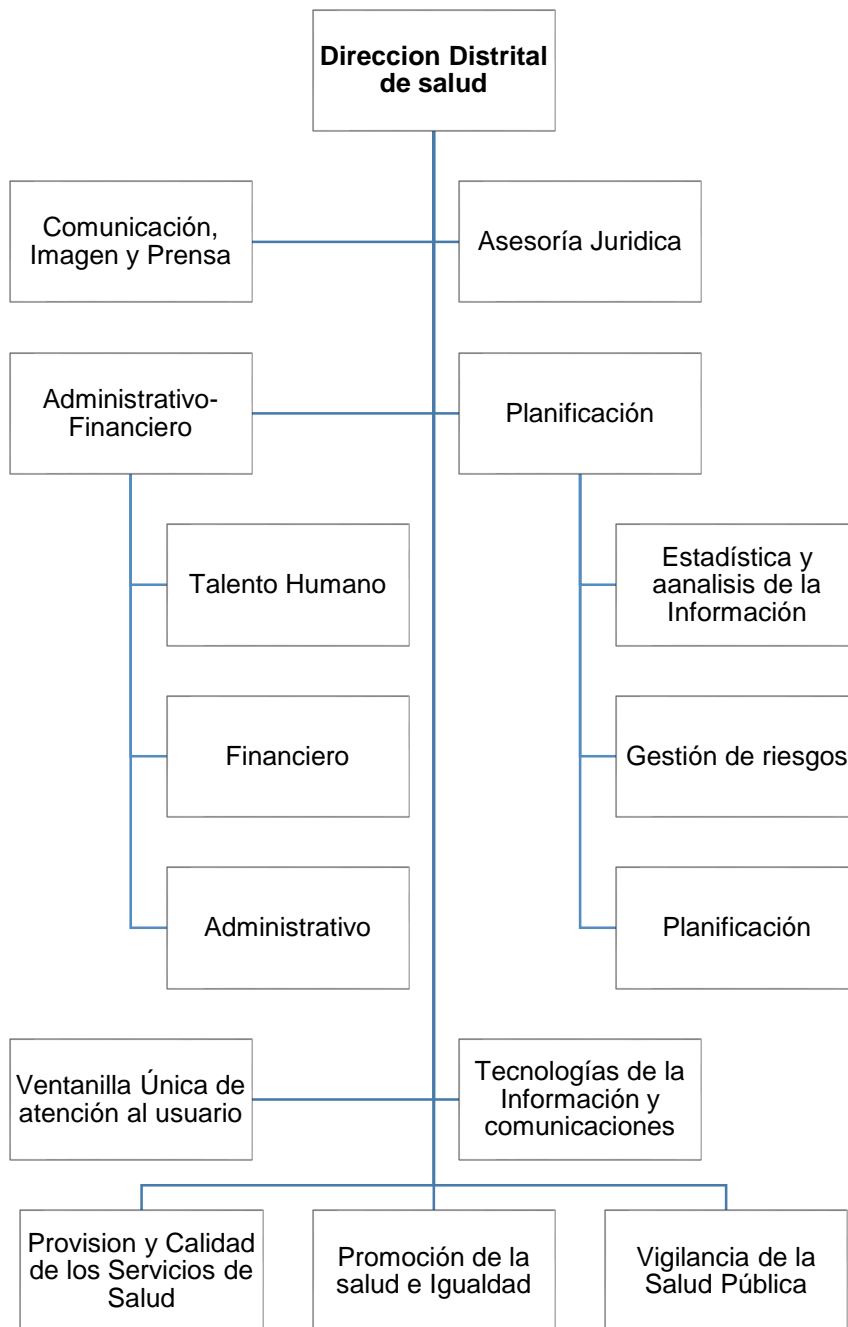 Direccion Distrital
de salud
Comunicación,
Imagen y Prensa
Asesoría Juridica
Administrativo-
Financiero
Planificación
Talento Humano
Estadística y
aanalisis de la
Información
Financiero
Gestión de riesgos
Administrativo
Planificación
Ventanilla Única de
atención al usuario
Tecnologías de la
Información y
comunicaciones
Provision y Calidad
de los Servicios de
Salud
Promoción de la
salud e Igualdad
Vigilancia de la
Salud Pública